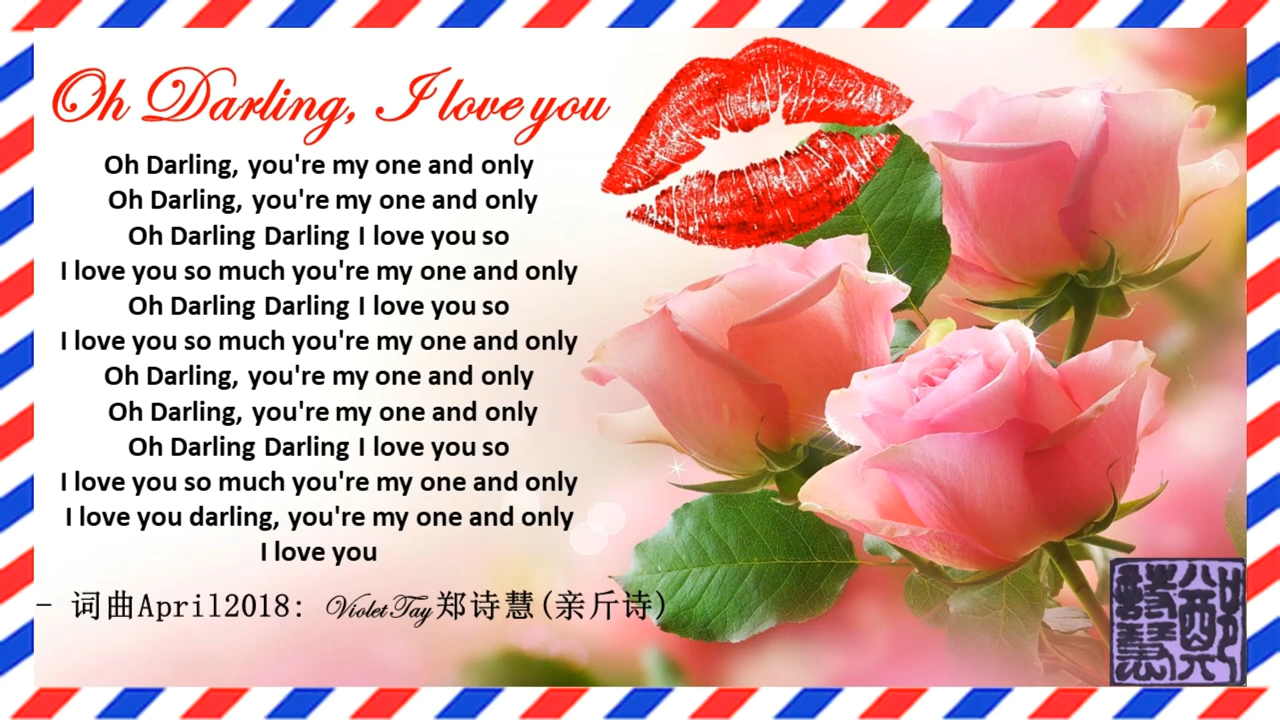 Oh Darling, I love you
Oh Darling, you're my one and only
Oh Darling, you're my one and only
Oh Darling Darling I love you so
I love you so much you're my one and only
Oh Darling Darling I love you so
I love you so much you're my one and only
Oh Darling, you're my one and only
Oh Darling, you're my one and only
Oh Darling Darling I love you so
I love you so much you're my one and only
I love you darling, you're my one and only
I love you
- 词曲April2018: Violet Tay郑诗慧(亲斤诗)
鄭詩慧